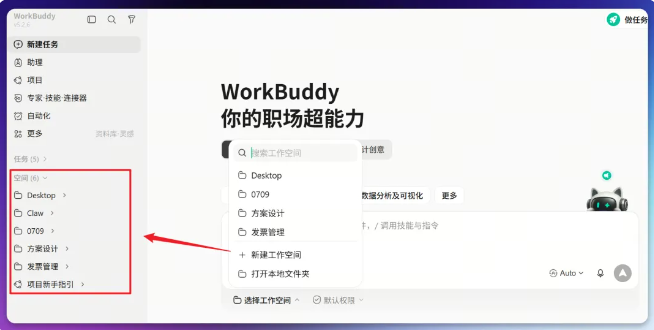 WorkBuddy
新建任务
助理
项目
专家·技能·连接器
自动化
更多
资料库·灵感
任务 (5)
空间 (6)
Desktop
Claw
0709
方案设计
发票管理
项目新手指引
做任务
WorkBuddy
你的职场超能力
搜索工作空间
Desktop
0709
方案设计
发票管理
新建工作空间
打开本地文件夹
计创意
数据分析及可视化
更多
件，/ 调用技能与指令
Auto
选择工作空间
默认权限